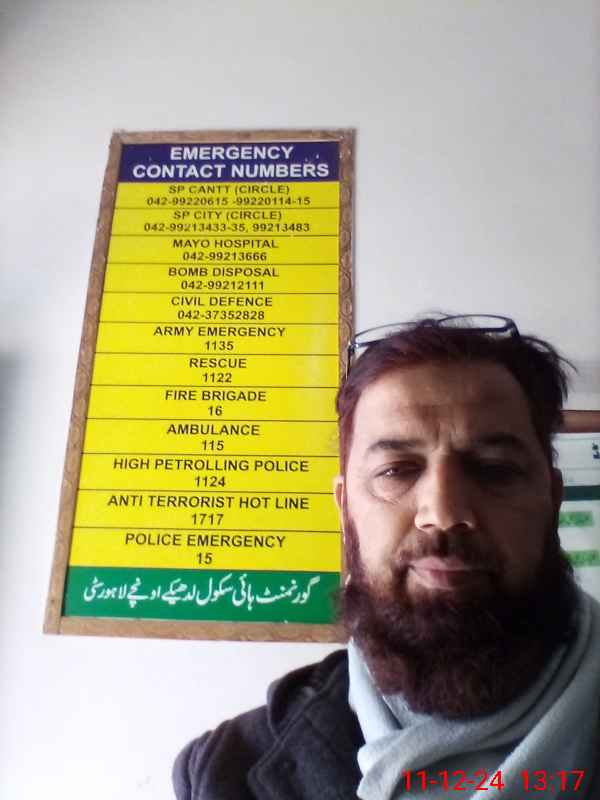 EMERGENCY
CONTACT NUMBERS
SP CANTT (CIRCLE)
042-99220615 -99220114-15
SP CITY (CIRCLE)
042-99213433-35, 99213483
MAYO HOSPITAL
042-99213666
BOMB DISPOSAL
042-99212111
CIVIL DEFENCE
042-37352828
ARMY EMERGENCY
1135
RESCUE
1122
FIRE BRIGADE
16
AMBULANCE
115
HIGH PETROLLING POLICE
1124
ANTI TERRORIST HOT LINE
1717
POLICE EMERGENCY
15
گورنمنٹ ہائی سکول لدھیکے اونچے لاہور سٹی
11-12-24 13:17